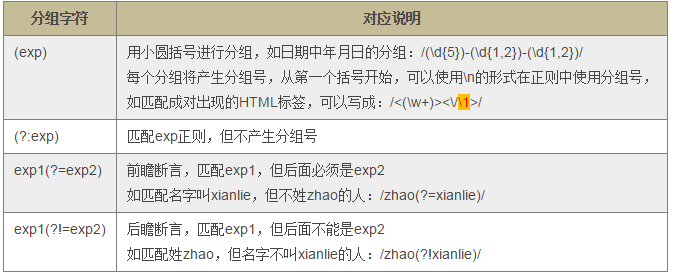 分组字符 对应说明
(exp) 用小圆括号进行分组，如日期中年月日的分组：/(\d{5})-(\d{1,2})-(\d{1,2})/
每个分组将产生分组号，从第一个括号开始，可以使用\n的形式在正则中使用分组号，
如匹配成对出现的HTML标签，可以写成：/<(\w+)><\/\1>/
(?:exp) 匹配exp正则，但不产生分组号
exp1(?=exp2) 前瞻断言，匹配exp1，但后面必须是exp2
如匹配名字叫xianlie，但不姓zhao的人：/zhao(?=xianlie)/
exp1(?!=exp2) 后瞻断言，匹配exp1，但后面不能是exp2
如匹配姓zhao，但名字不叫xianlie的人：/zhao(?!xianlie)/